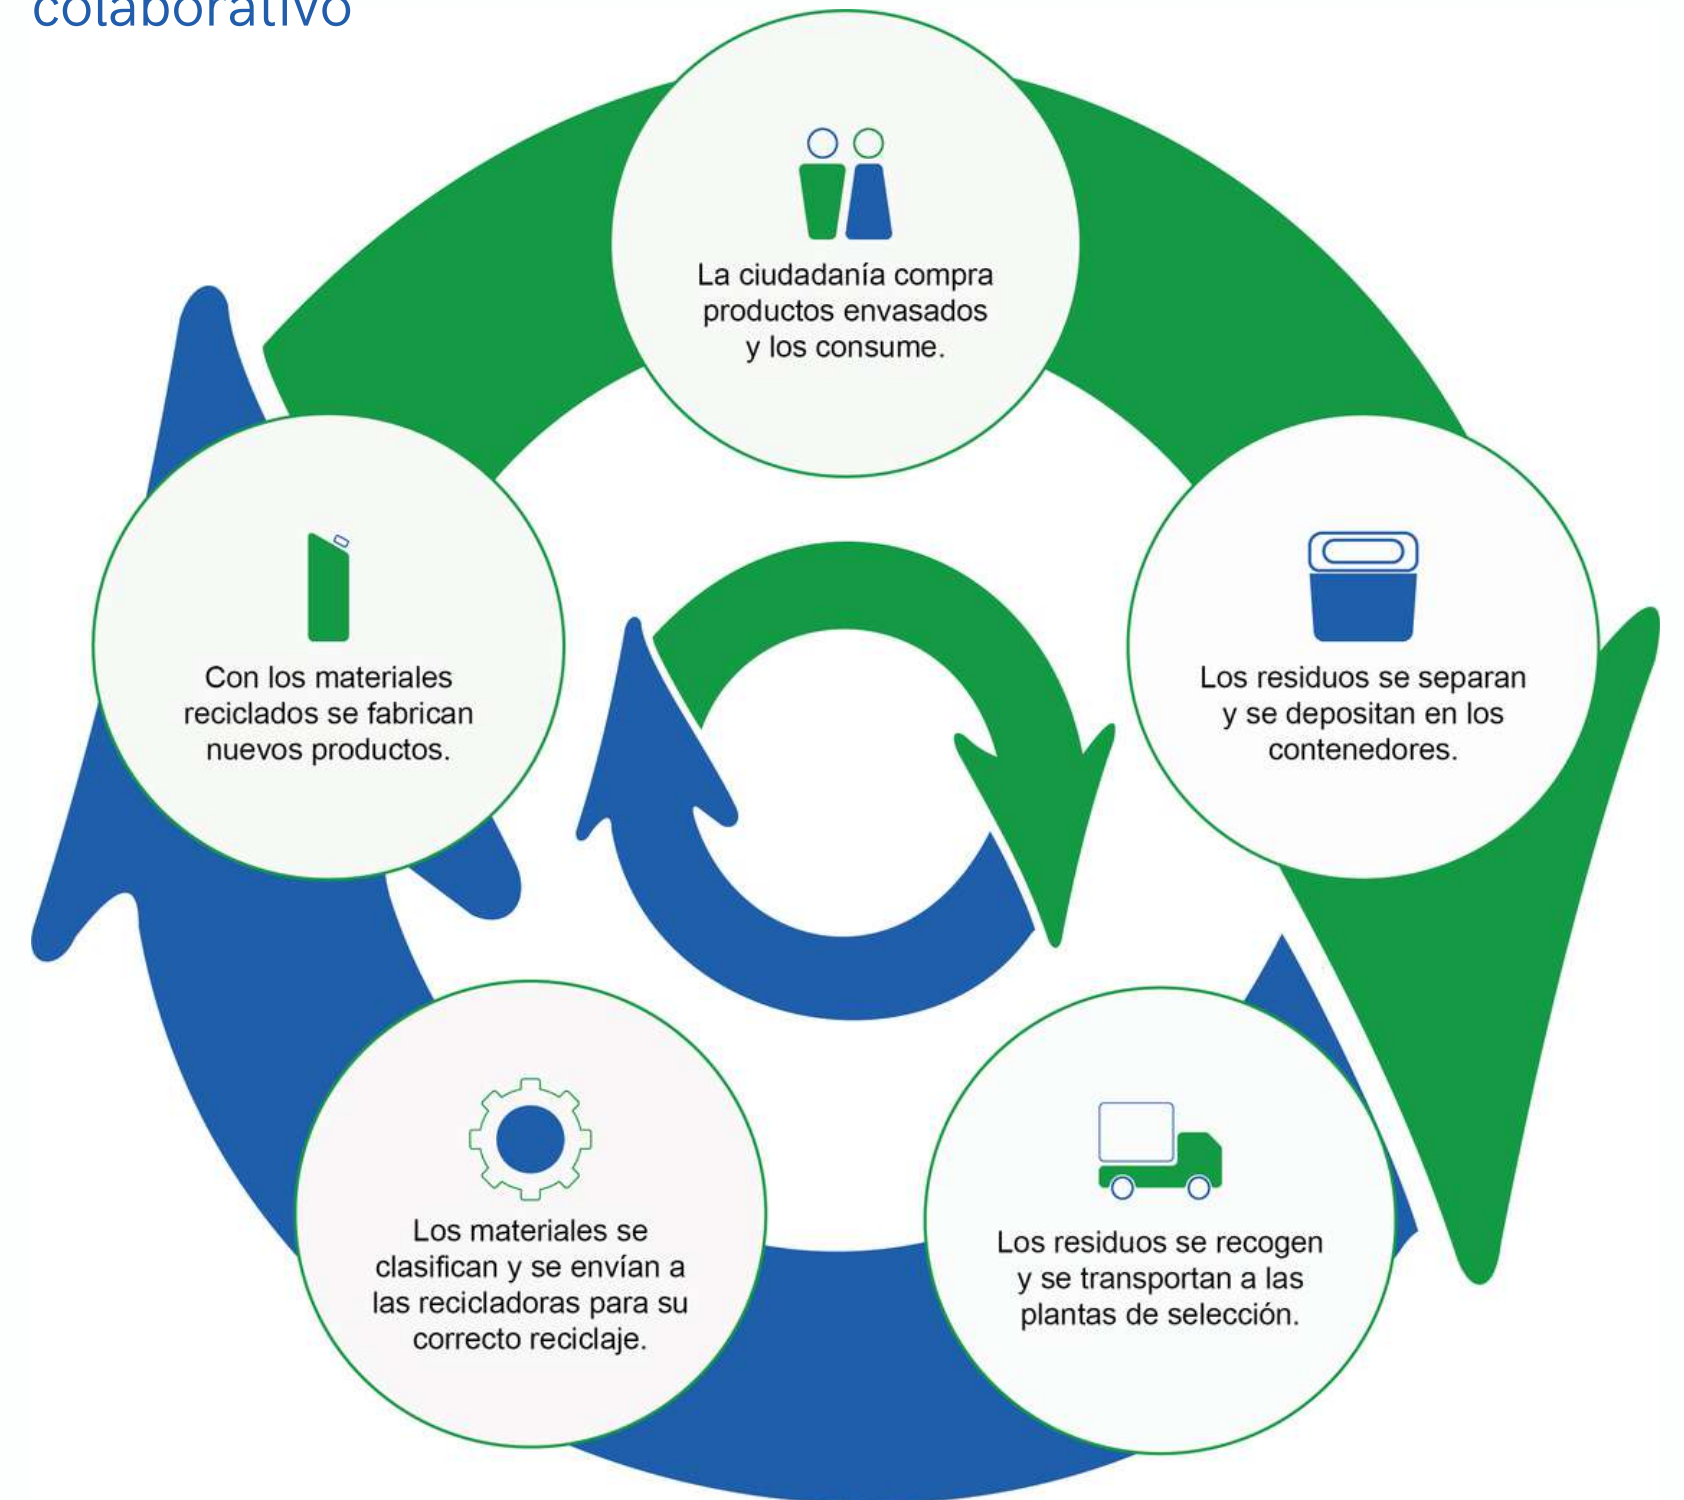 colaborativo
La ciudadanía compra
productos envasados
y los consume.
Los residuos se separan
y se depositan en los
contenedores.
Los residuos se recogen
y se transportan a las
plantas de selección.
Los materiales se
clasifican y se envían a
las recicladoras para su
correcto reciclaje.
Con los materiales
reciclados se fabrican
nuevos productos.